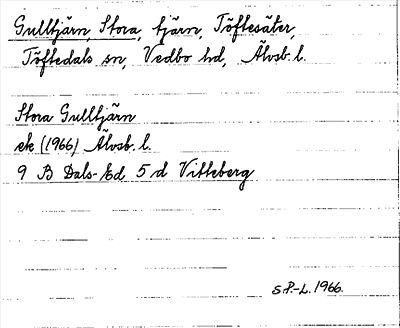 Gulltjärn, Stora, tjärn, Töftesäter,
Töftedals sn, Vedbo hd, Älvsb. l.
Stora Gulltjärn
ek (1966) Älvsb. l.
9 B Dals-Ed 5 d Vitteberg
S.P.-L. 1966.